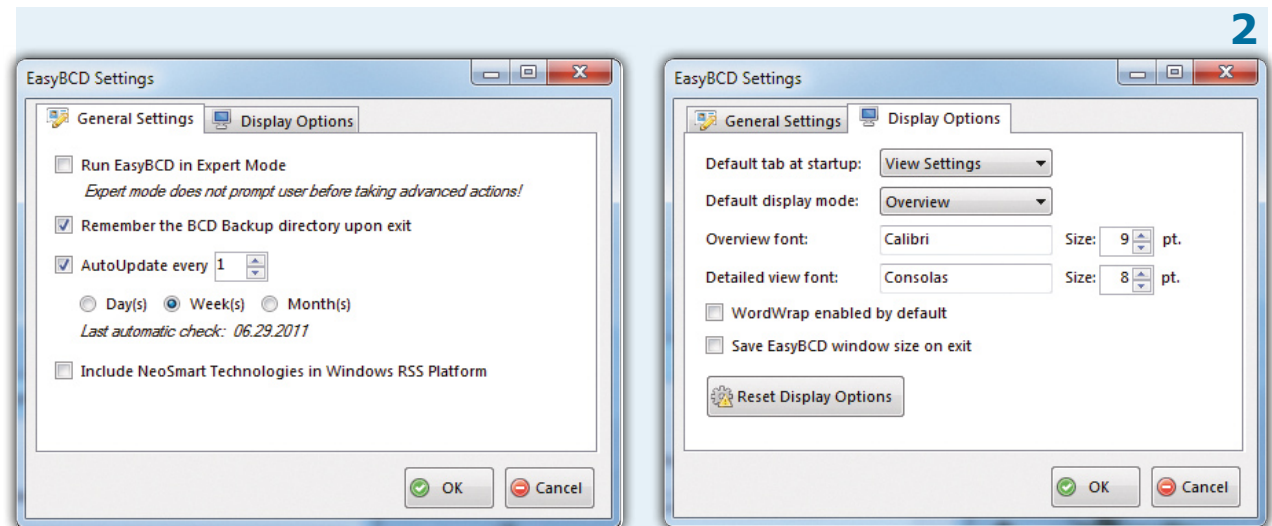 2
EasyBCD Settings
General Settings
Display Options
Run EasyBCD in Expert Mode
Expert mode does not prompt user before taking advanced actions!
Remember the BCD Backup directory upon exit
AutoUpdate every 1
Day(s) Week(s) Month(s)
Last automatic check: 06.29.2011
Include NeoSmart Technologies in Windows RSS Platform
OK Cancel
EasyBCD Settings
General Settings
Display Options
Default tab at startup: View Settings
Default display mode: Overview
Overview font: Calibri Size: 9 pt.
Detailed view font: Consolas Size: 8 pt.
WordWrap enabled by default
Save EasyBCD window size on exit
Reset Display Options
OK Cancel